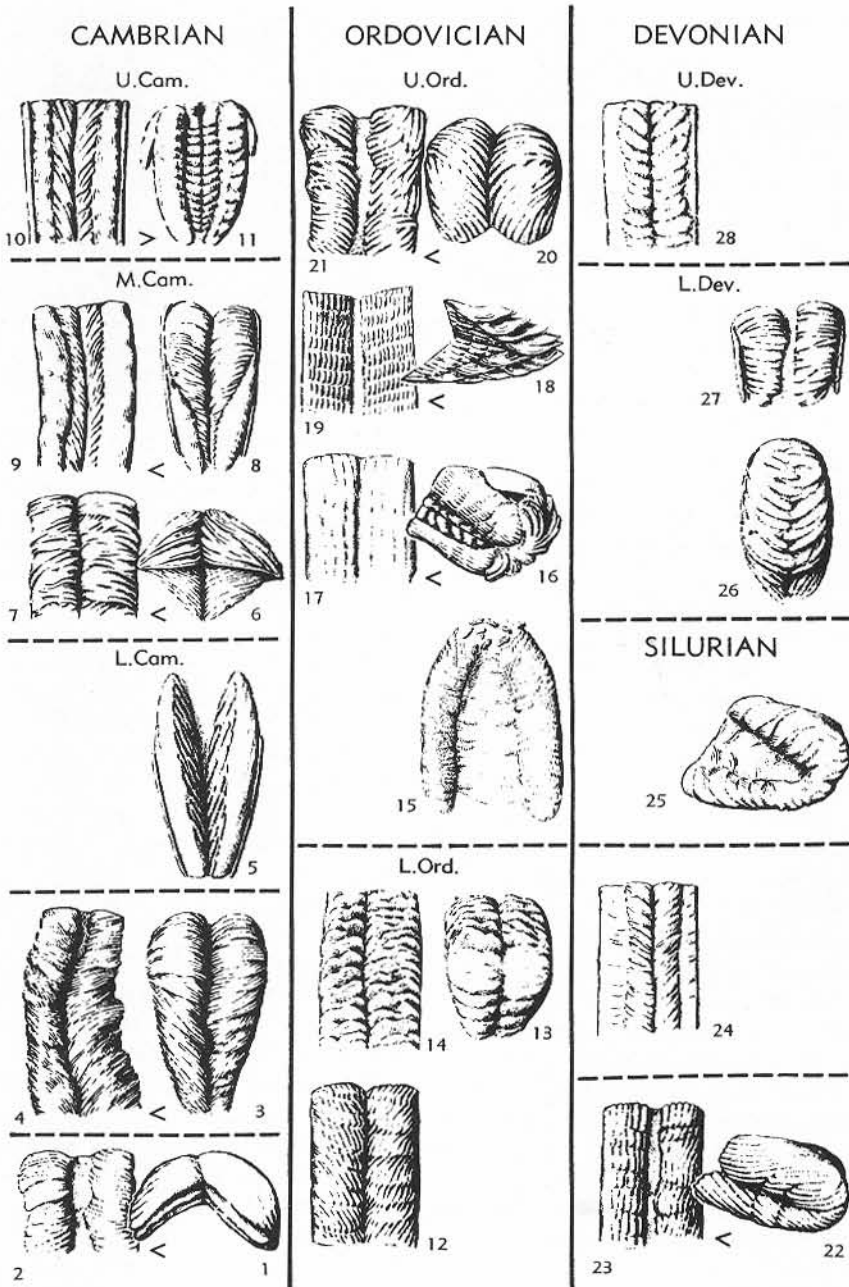 CAMBRIAN
U.Cam.
10 > 11
M.Cam.
9 < 8
7 < 6
L.Cam.
5
4 < 3
2 < 1
ORDOVICIAN
U.Ord.
21 < 20
19 < 18
17 < 16
15
L.Ord.
14 13
12
DEVONIAN
U.Dev.
28
L.Dev.
27
26
SILURIAN
25
24
23 < 22